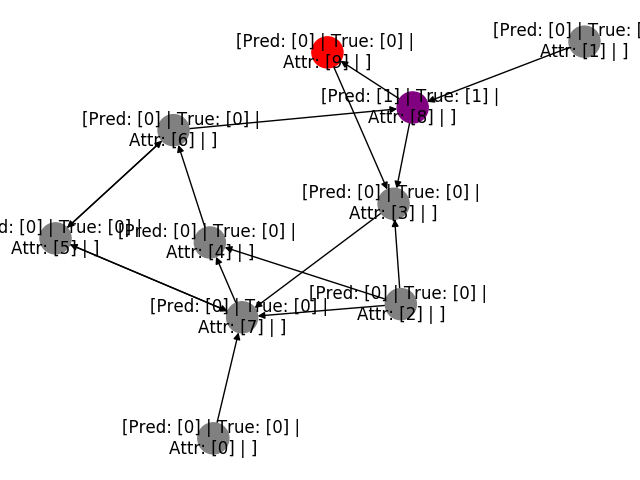 [Pred: [0] | True: [0] |
Attr: [9] | ]
[Pred: [0] | True: [
Attr: [1] | ]
[Pred: [1] | True: [1] |
Attr: [8] | ]
[Pred: [0] | True: [0] |
Attr: [6] | ]
[Pred: [0] | True: [0] |
Attr: [3] | ]
d: [0] | True: [0] |
Attr: [5] | ]
[Pred: [0] | True: [0] |
Attr: [4] | ]
[Pred: [0] | True: [0] |
Attr: [2] | ]
[Pred: [0] | True: [0] |
Attr: [7] | ]
[Pred: [0] | True: [0] |
Attr: [0] | ]